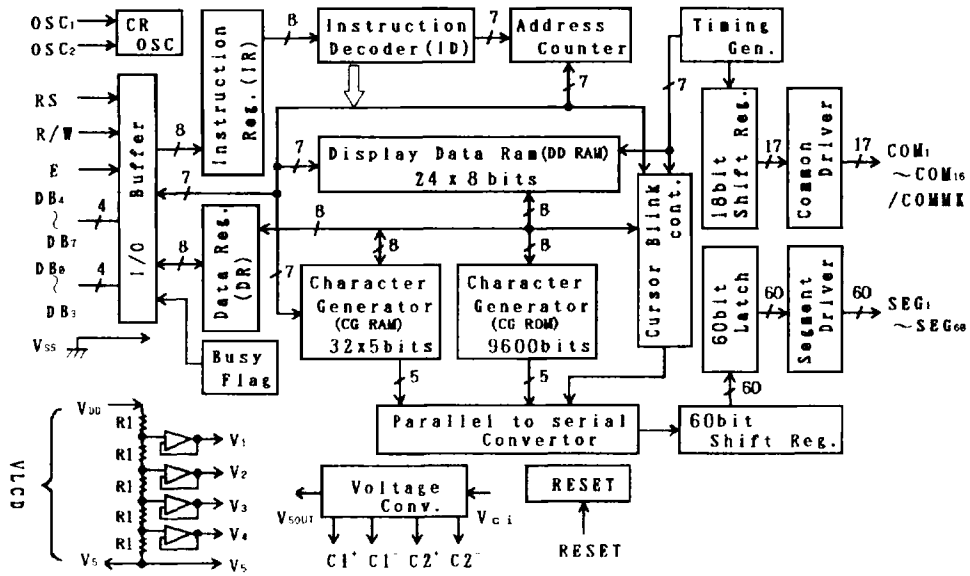 OSC1
OSC2
CR
OSC
Instruction
Reg. (IR)
8
Instruction
Decoder(ID)
7
Address
Counter
Timing
Gen.
7
7
RS
R/W
E
DB4
~
DB7
4
DB0
~
DB3
4
I/O Buffer
8
7
8
7
Display Data Ram(DD RAM)
24 x 8 bits
8
8
8
8
Data Reg.
(DR)
7
Character
Generator
(CG RAM)
32x5bits
Character
Generator
(CG ROM)
9600bits
Cursor Blink
cont.
18bit
Shift Reg.
17
Common
Driver
17
COM1
~COM16
/COMMK
60bit
Latch
60
Segment
Driver
60
SEG1
~SEG60
VSS
Busy
Flag
5
5
60
Parallel to serial
Convertor
60bit
Shift Reg.
VLCD
VDD
R1
R1
R1
R1
R1
V1
V2
V3
V4
V5
V5
Voltage
Conv.
V5OUT
Vci
C1+ C1- C2+ C2-
RESET
RESET